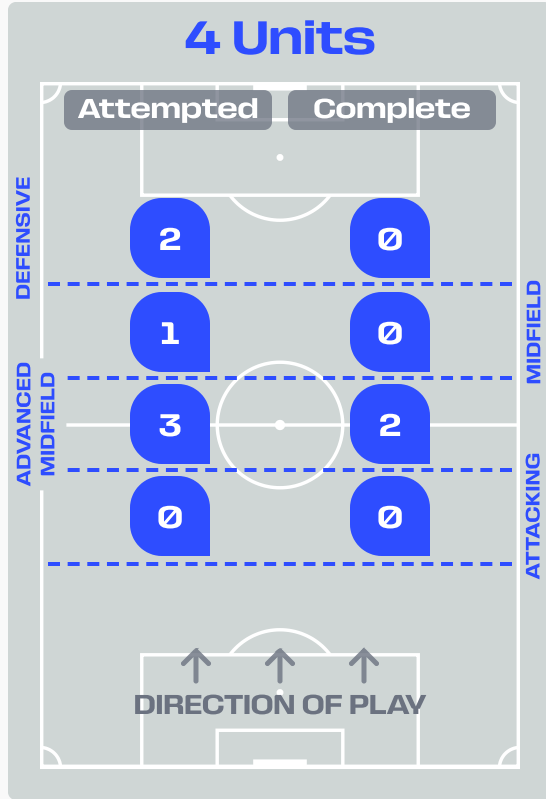 4 Units
Attempted Complete
DEFENSIVE
2 0
MIDFIELD
1 0
ADVANCED
MIDFIELD
3 2
ATTACKING
0 0
DIRECTION OF PLAY